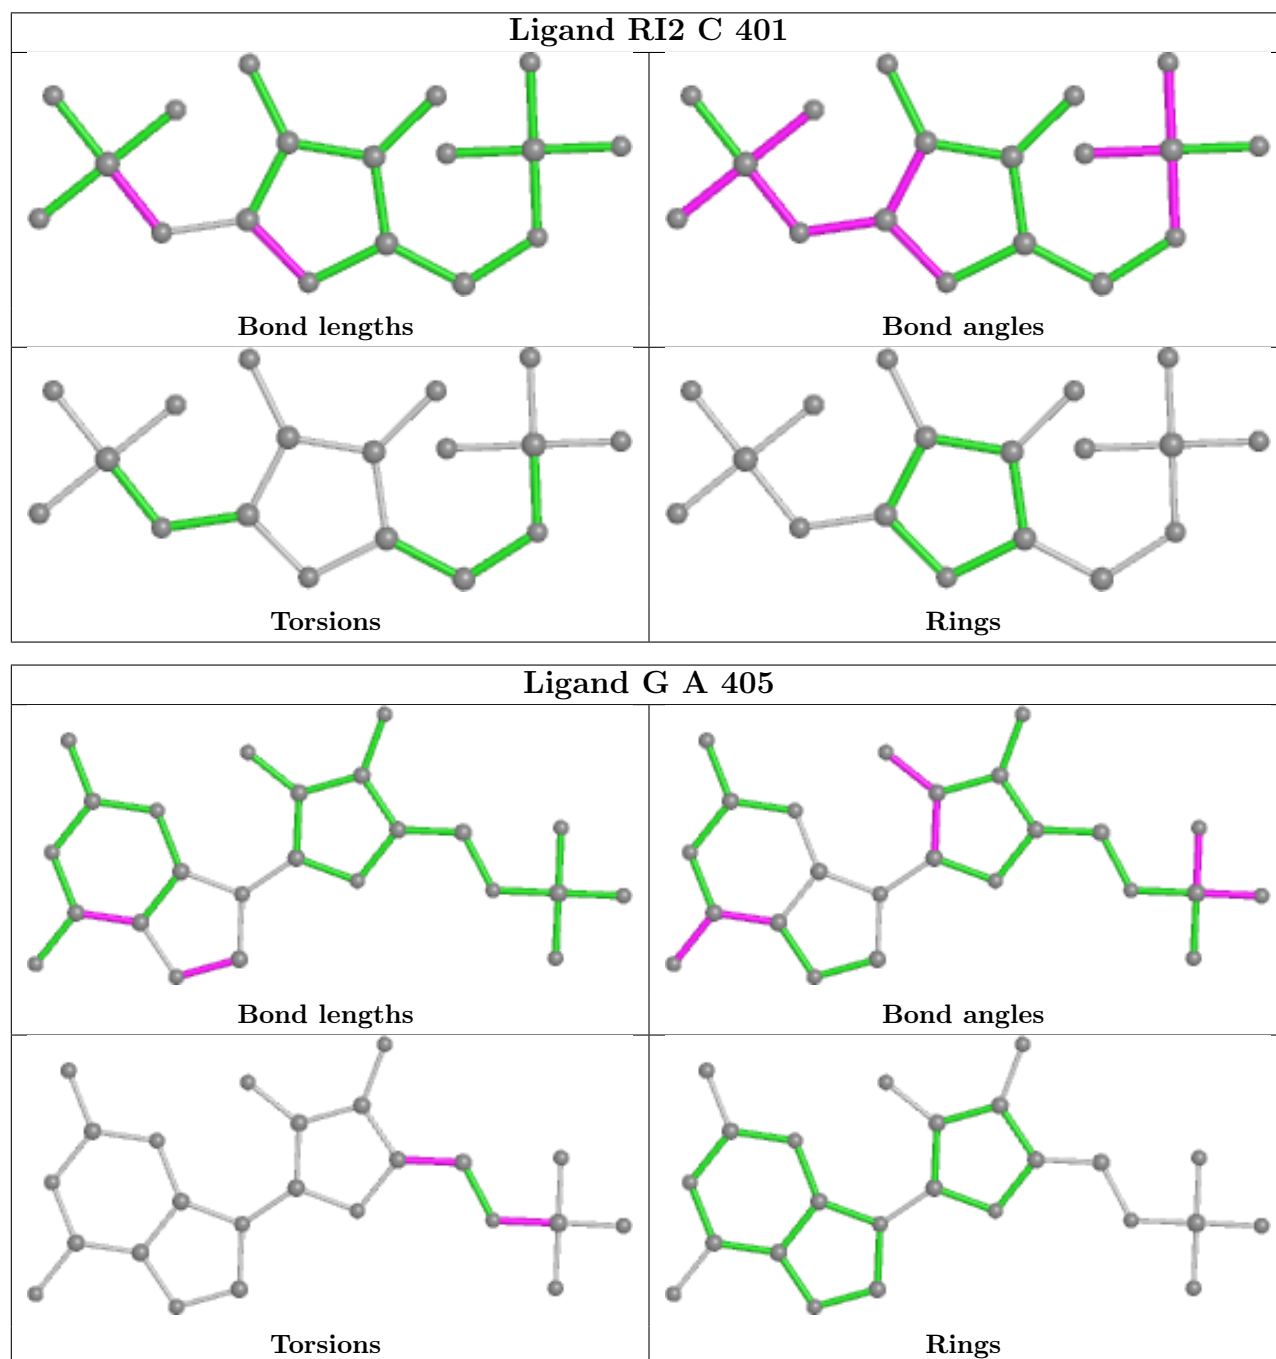 Ligand RI2 C 401
Bond lengths
Bond angles
Torsions
Rings
Ligand G A 405
Bond lengths
Bond angles
Torsions
Rings